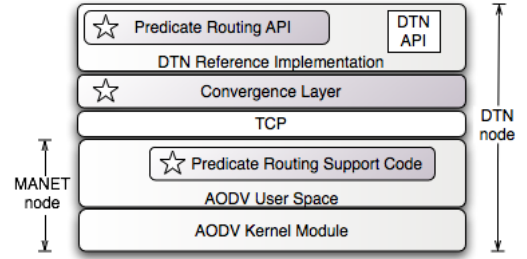 Predicate Routing API
DTN
API
DTN Reference Implementation
Convergence Layer
TCP
Predicate Routing Support Code
AODV User Space
AODV Kernel Module
MANET
node
DTN
node